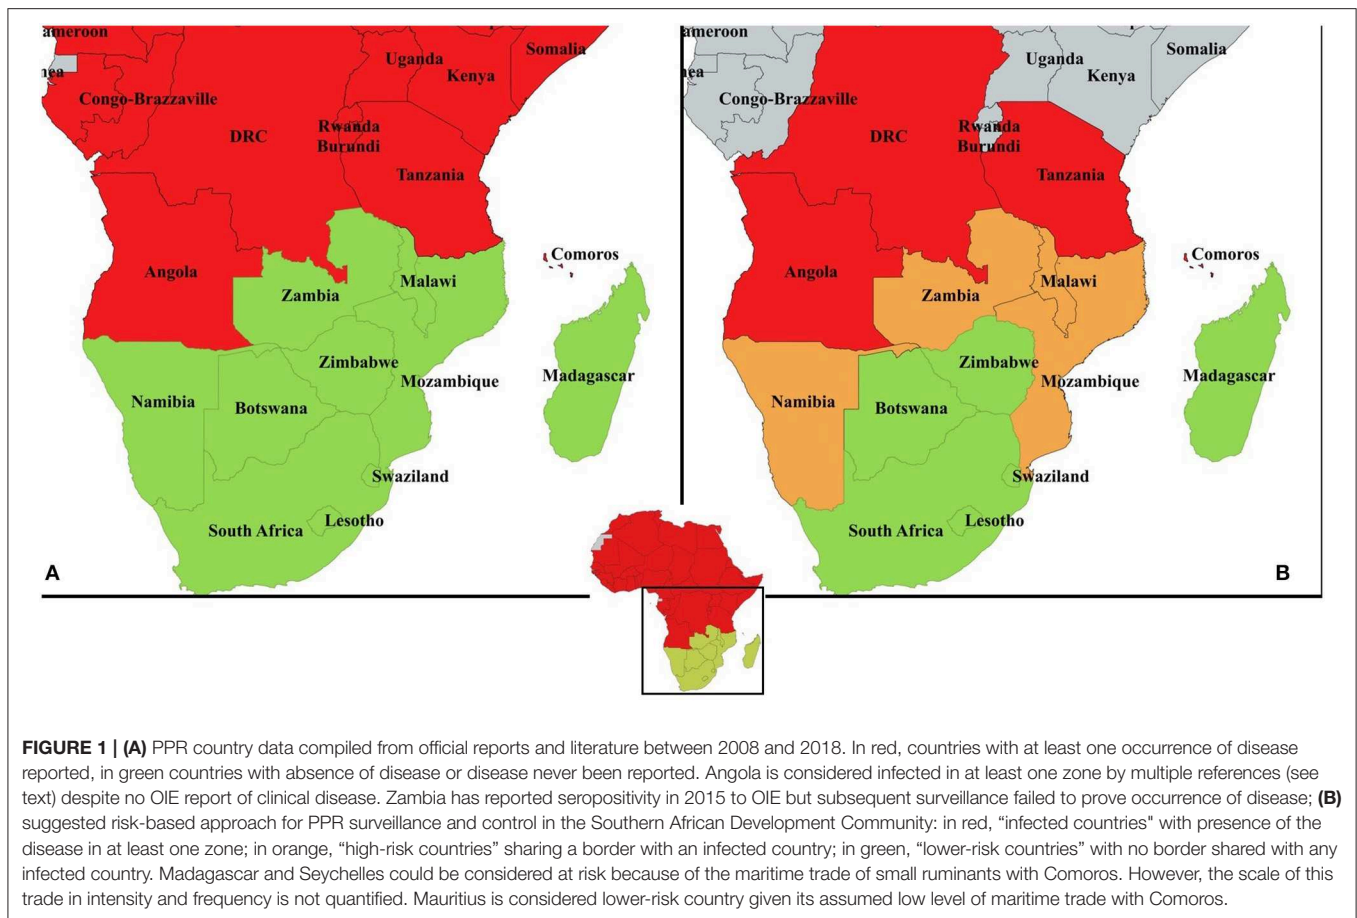 ameroon
Somalia
Uganda
Kenya
nea
Congo-Brazzaville
DRC
Rwanda
Burundi
Tanzania
Comoros
Angola
Malawi
Zambia
Zimbabwe
Mozambique
Madagascar
Namibia
Botswana
Swaziland
Lesotho
South Africa
A
ameroon
Somalia
Uganda
Kenya
ea
Congo-Brazzaville
DRC
Rwanda
Burundi
Tanzania
Comoros
Angola
Malawi
Zambia
Zimbabwe
Mozambique
Madagascar
Namibia
Botswana
Swaziland
Lesotho
South Africa
B
FIGURE 1 | (A) PPR country data compiled from official reports and literature between 2008 and 2018. In red, countries with at least one occurrence of disease
reported, in green countries with absence of disease or disease never been reported. Angola is considered infected in at least one zone by multiple references (see
text) despite no OIE report of clinical disease. Zambia has reported seropositivity in 2015 to OIE but subsequent surveillance failed to prove occurrence of disease; (B)
suggested risk-based approach for PPR surveillance and control in the Southern African Development Community: in red, “infected countries" with presence of the
disease in at least one zone; in orange, “high-risk countries” sharing a border with an infected country; in green, “lower-risk countries” with no border shared with any
infected country. Madagascar and Seychelles could be considered at risk because of the maritime trade of small ruminants with Comoros. However, the scale of this
trade in intensity and frequency is not quantified. Mauritius is considered lower-risk country given its assumed low level of maritime trade with Comoros.